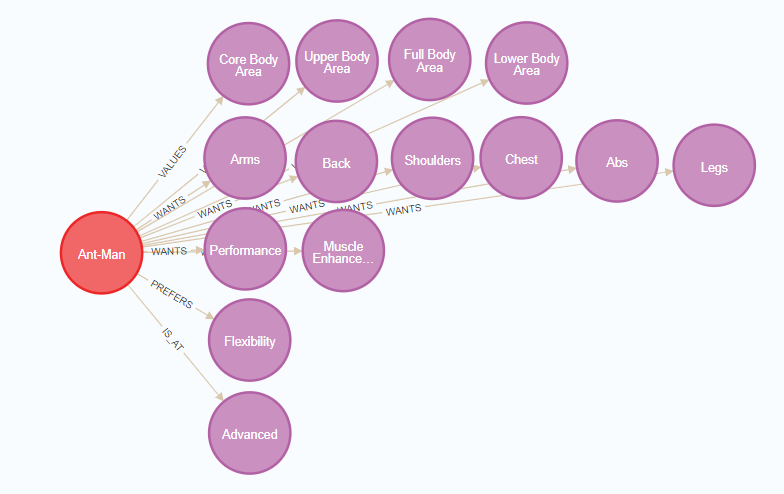 Core Body
Area
Upper Body
Area
Full Body
Area
Lower Body
Area
VALUES
Arms
Back
Shoulders
Chest
Abs
Legs
WANTS
WANTS
WANTS
WANTS
WANTS
WANTS
Ant-Man
WANTS
Performance
Muscle
Enhance...
PREFERS
Flexibility
IS_AT
Advanced